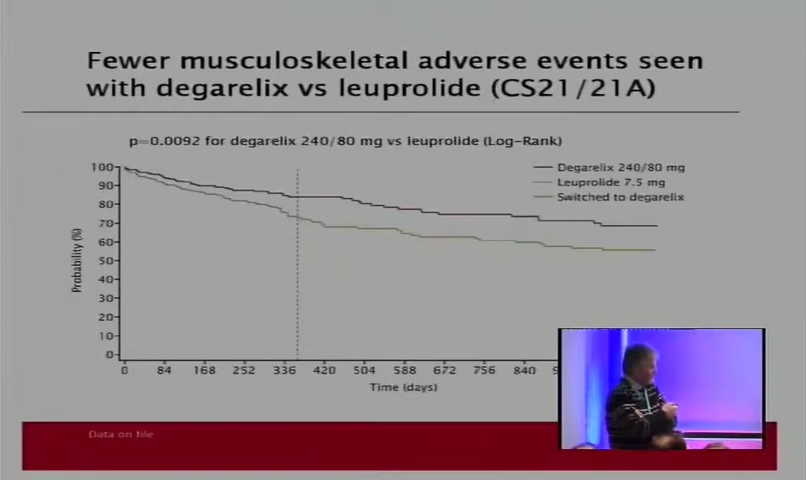 Fewer musculoskeletal adverse events seen
with degarelix vs leuprolide (CS21/21A)
p=0.0092 for degarelix 240/80 mg vs leuprolide (Log-Rank)
Degarelix 240/80 mg
Leuprolide 7.5 mg
Switched to degarelix
Probability (%)
100
90
80
70
60
50
40
30
20
10
0
0 84 168 252 336 420 504 588 672 756 840
Time (days)
Data on file